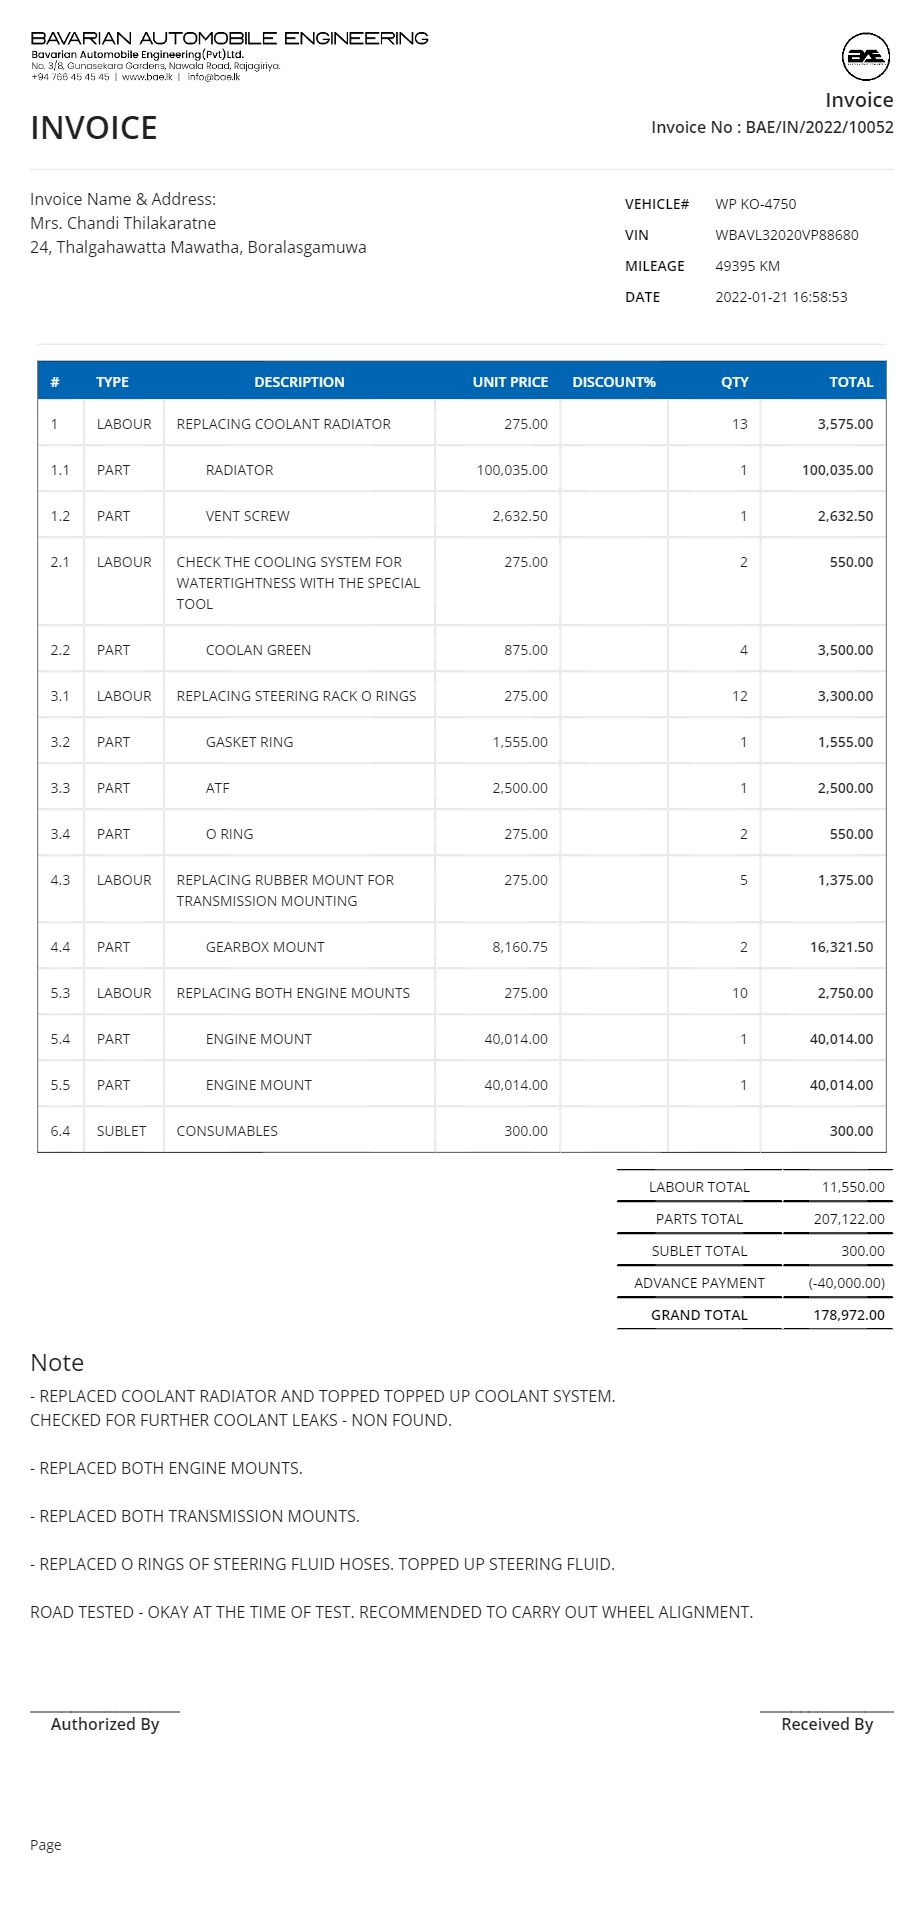 BAVARIAN AUTOMOBILE ENGINEERING
Bavarian Automobile Engineering(Pvt)Ltd.
No. 3/8, Gunasekara Gardens, Nawala Road, Rajagiriya.
+94 766 45 45 45 | www.bae.lk | info@bae.lk
BAE
Invoice
INVOICE
Invoice No : BAE/IN/2022/10052
Invoice Name & Address:
Mrs. Chandi Thilakaratne
24, Thalgahawatta Mawatha, Boralasgamuwa
VEHICLE# WP KO-4750
VIN WBAVL32020VP88680
MILEAGE 49395 KM
DATE 2022-01-21 16:58:53
# TYPE DESCRIPTION UNIT PRICE DISCOUNT% QTY TOTAL
1 LABOUR REPLACING COOLANT RADIATOR 275.00 13 3,575.00
1.1 PART RADIATOR 100,035.00 1 100,035.00
1.2 PART VENT SCREW 2,632.50 1 2,632.50
2.1 LABOUR CHECK THE COOLING SYSTEM FOR 275.00 2 550.00
WATERTIGHTNESS WITH THE SPECIAL
TOOL
2.2 PART COOLAN GREEN 875.00 4 3,500.00
3.1 LABOUR REPLACING STEERING RACK O RINGS 275.00 12 3,300.00
3.2 PART GASKET RING 1,555.00 1 1,555.00
3.3 PART ATF 2,500.00 1 2,500.00
3.4 PART O RING 275.00 2 550.00
4.3 LABOUR REPLACING RUBBER MOUNT FOR 275.00 5 1,375.00
TRANSMISSION MOUNTING
4.4 PART GEARBOX MOUNT 8,160.75 2 16,321.50
5.3 LABOUR REPLACING BOTH ENGINE MOUNTS 275.00 10 2,750.00
5.4 PART ENGINE MOUNT 40,014.00 1 40,014.00
5.5 PART ENGINE MOUNT 40,014.00 1 40,014.00
6.4 SUBLET CONSUMABLES 300.00 300.00
LABOUR TOTAL 11,550.00
PARTS TOTAL 207,122.00
SUBLET TOTAL 300.00
ADVANCE PAYMENT (-40,000.00)
GRAND TOTAL 178,972.00
Note
- REPLACED COOLANT RADIATOR AND TOPPED TOPPED UP COOLANT SYSTEM.
CHECKED FOR FURTHER COOLANT LEAKS - NON FOUND.
- REPLACED BOTH ENGINE MOUNTS.
- REPLACED BOTH TRANSMISSION MOUNTS.
- REPLACED O RINGS OF STEERING FLUID HOSES. TOPPED UP STEERING FLUID.
ROAD TESTED - OKAY AT THE TIME OF TEST. RECOMMENDED TO CARRY OUT WHEEL ALIGNMENT.
Authorized By
Received By
Page